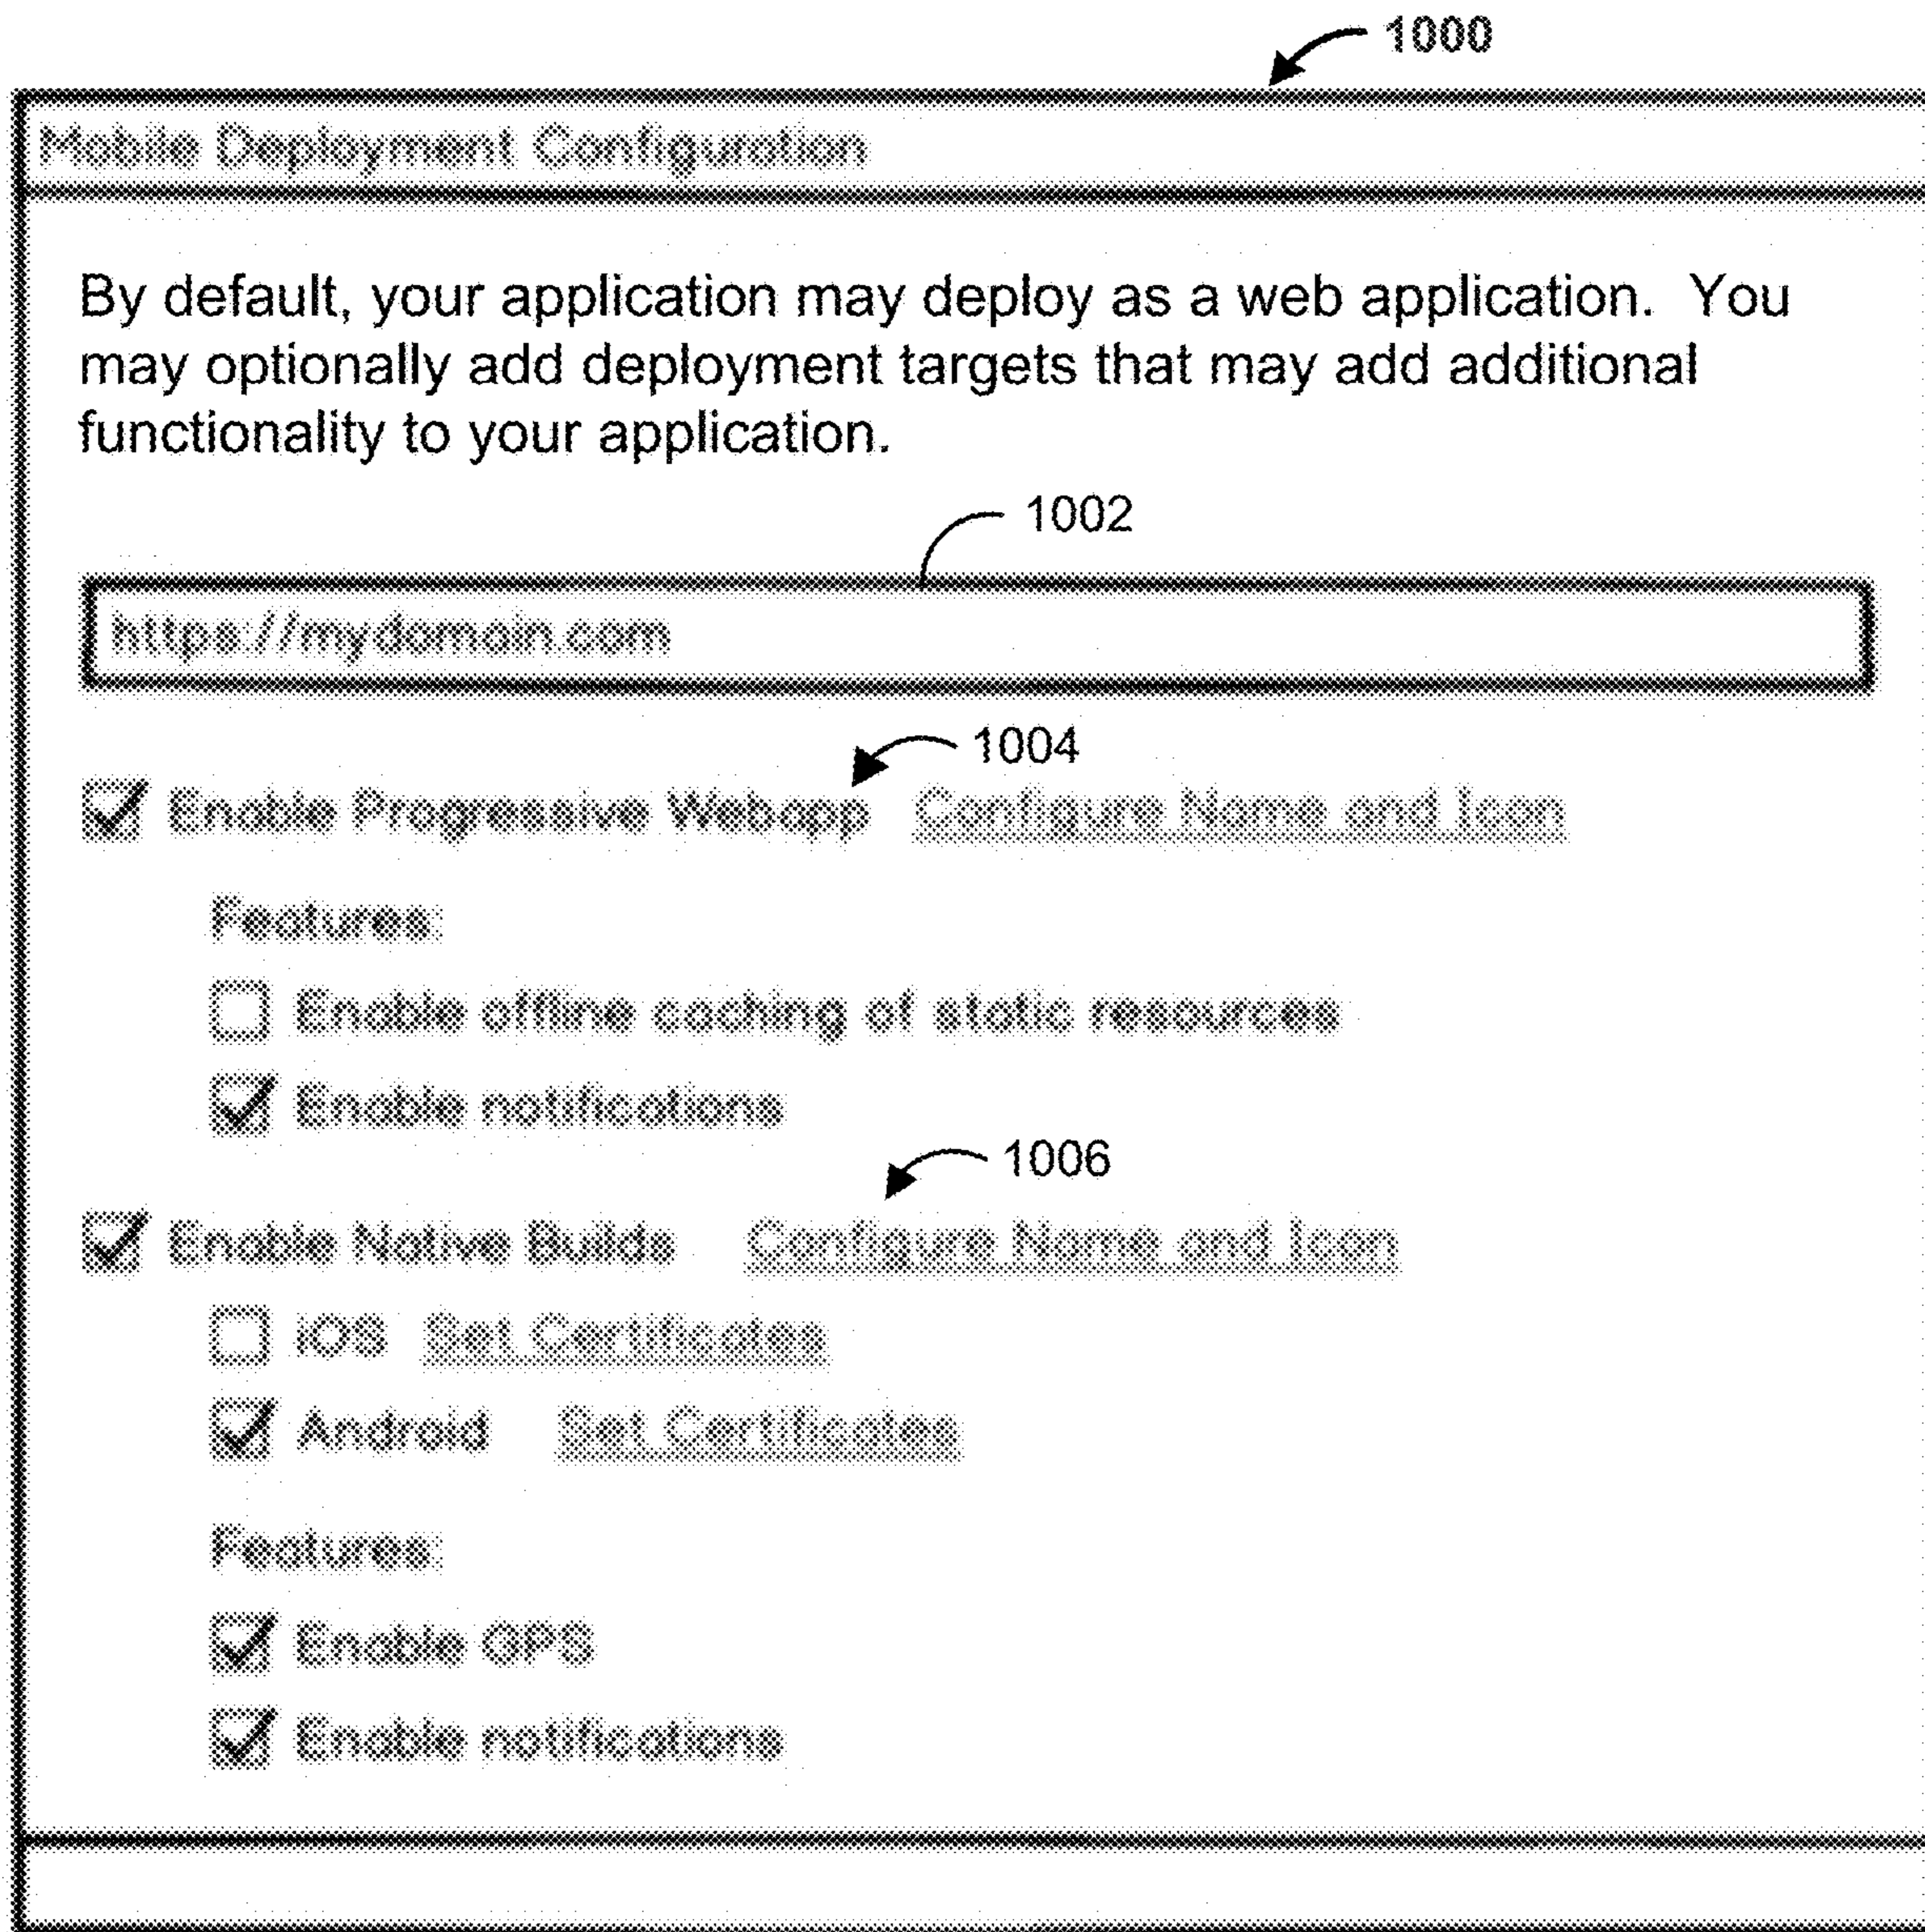 1000
Mobile Deployment Configuration
By default, your application may deploy as a web application. You
may optionally add deployment targets that may add additional
functionality to your application.
1002
https://mydomain.com
1004
Enable Progressive Webapp Configure Name and Icon
Features:
Enable offline caching of static resources
Enable notifications
1006
Enable Native Builds Configure Name and Icon
iOS Set Certificates
Android Set Certificates
Features:
Enable GPS
Enable notifications